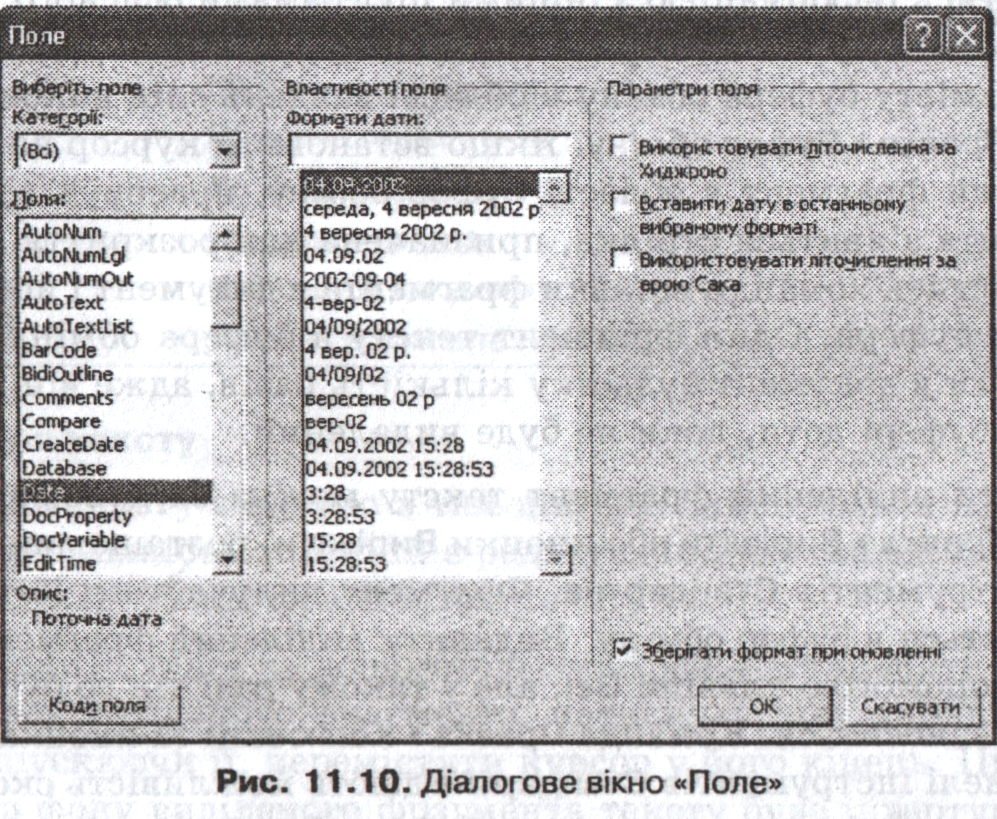 Поле
Виберіть поле
Категорії:
(Всі)
Поля:
AutoNum
AutoNumLgl
AutoNumOut
AutoText
AutoTextList
BarCode
BidiOutline
Comments
Compare
CreateDate
Database
Date
DocProperty
DocVariable
EditTime
Опис:
Поточна дата
Коди поля
Властивості поля
Формати дати:
04.09.2002
середа, 4 вересня 2002 р
4 вересня 2002 р.
04.09.02
2002-09-04
4-вер-02
04/09/2002
4 вер. 02 р.
04/09/02
вересень 02 р
вер-02
04.09.2002 15:28
04.09.2002 15:28:53
3:28
3:28:53
15:28
15:28:53
Параметри поля
Використовувати літочислення за
Хиджрою
Вставити дату в останньому
вибраному форматі
Використовувати літочислення за
ерою Сака
Зберігати формат при оновленні
OK
Скасувати
Рис. 11.10. Діалогове вікно «Поле»